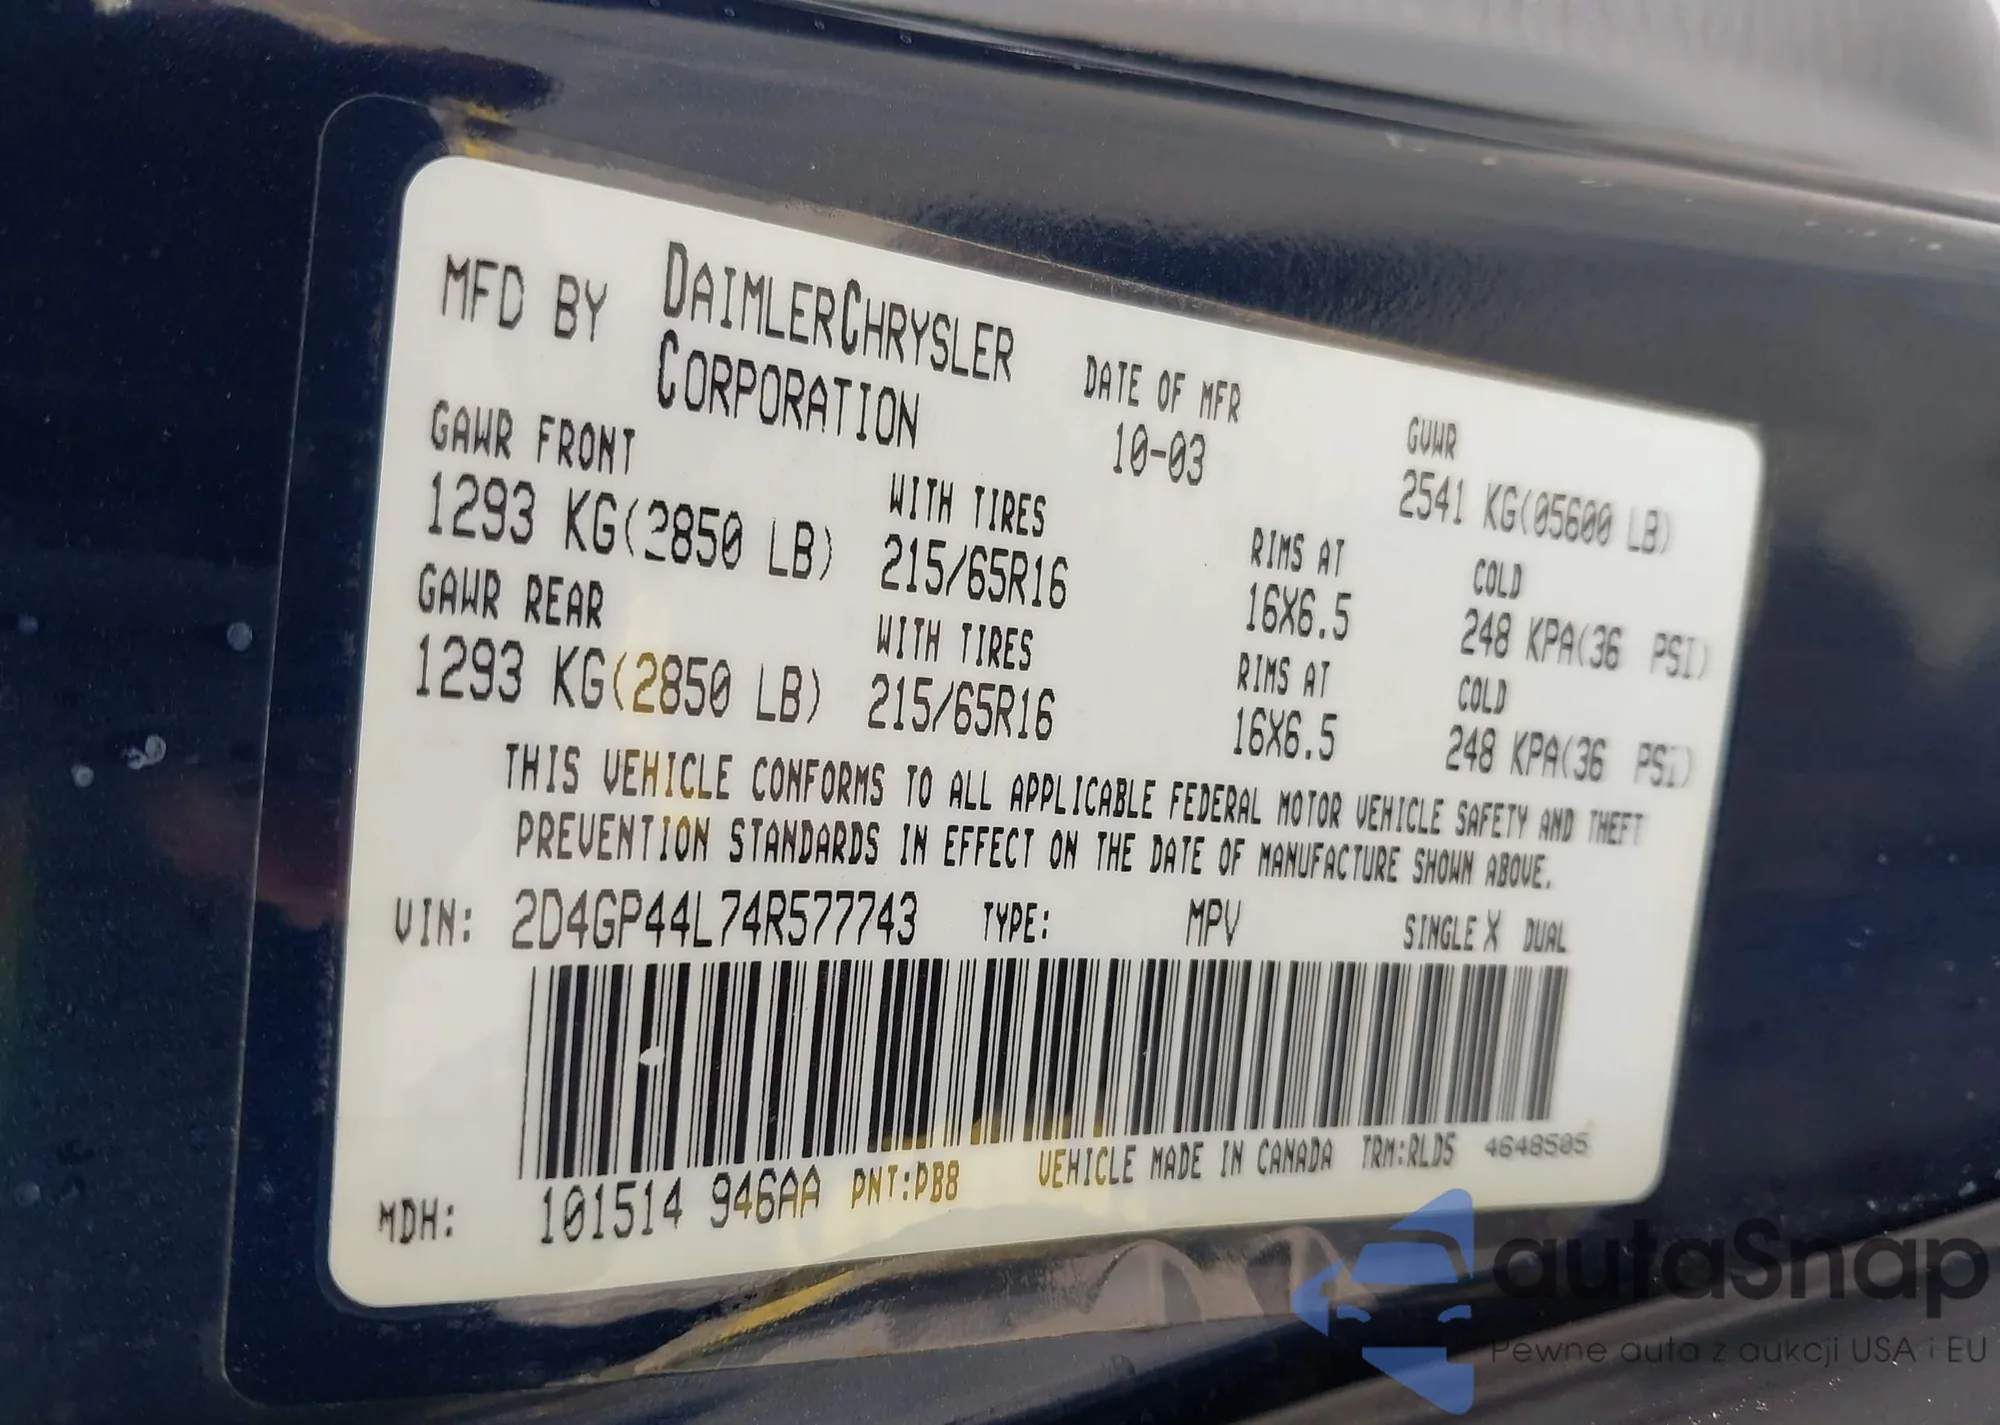 MFD BY DAIMLERCHRYSLER
CORPORATION
DATE OF MFR
10-03
GVWR
2541 KG(05600 LB)
GAWR FRONT
1293 KG(2850 LB)
WITH TIRES
215/65R16
RIMS AT
16X6.5
COLD
248 KPA(36 PSI)
GAWR REAR
1293 KG(2850 LB)
WITH TIRES
215/65R16
RIMS AT
16X6.5
COLD
248 KPA(36 PSI)
THIS VEHICLE CONFORMS TO ALL APPLICABLE FEDERAL MOTOR VEHICLE SAFETY AND THEFT
PREVENTION STANDARDS IN EFFECT ON THE DATE OF MANUFACTURE SHOWN ABOVE.
VIN: 2D4GP44L74R577743 TYPE: MPV SINGLE X DUAL
MDH: 101514 946AA PNT:PB8 VEHICLE MADE IN CANADA TRM:RLD5 4648505
autaSnap
Pewne auta z aukcji USA i EU